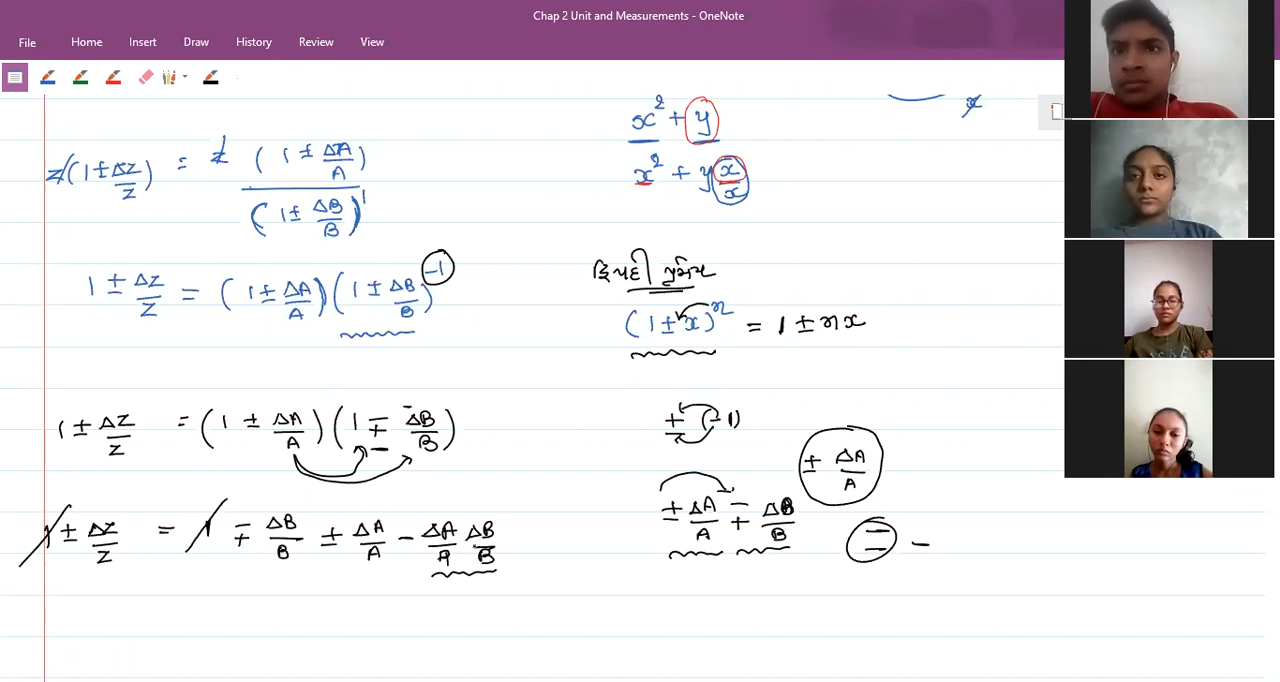 Chap 2 Unit and Measurements - OneNote
File Home Insert Draw History Review View
x² + y
x² + y x/x
z(1 ± ΔZ/Z) = z (1 ± ΔA/A) / (1 ± ΔB/B)¹
1 ± ΔZ/Z = (1 ± ΔA/A)(1 ± ΔB/B)⁻¹
(1 ± x)ⁿ = 1 ± nx
1 ± ΔZ/Z = (1 ± ΔA/A)(1 ∓ ΔB/B)
+ (-1)
± ΔA/A
1 ± ΔZ/Z = 1 ∓ ΔB/B ± ΔA/A - ΔA/A ΔB/B
± ΔA/A ∓ ΔB/B
= -